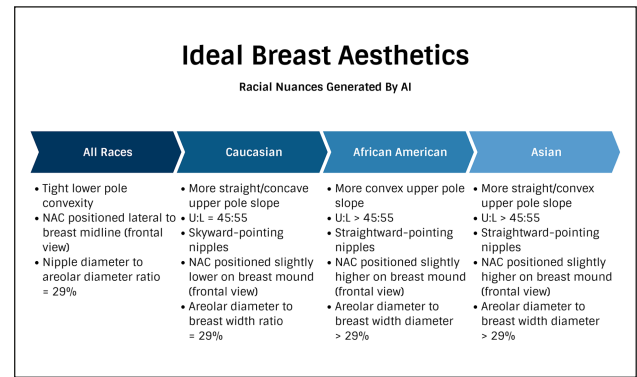 Ideal Breast Aesthetics
Racial Nuances Generated By AI
All Races
• Tight lower pole
convexity
• NAC positioned lateral to
breast midline (frontal
view)
• Nipple diameter to
areolar diameter ratio
= 29%
Caucasian
• More straight/concave
upper pole slope
• U:L = 45:55
• Skyward-pointing
nipples
• NAC positioned slightly
lower on breast mound
(frontal view)
• Areolar diameter to
breast width ratio
= 29%
African American
• More convex upper pole
slope
• U:L > 45:55
• Straightward-pointing
nipples
• NAC positioned slightly
higher on breast mound
(frontal view)
• Areolar diameter to
breast width diameter
> 29%
Asian
• More straight/convex
upper pole slope
• U:L > 45:55
• Straightward-pointing
nipples
• NAC positioned slightly
higher on breast mound
(frontal view)
• Areolar diameter to
breast width diameter
> 29%